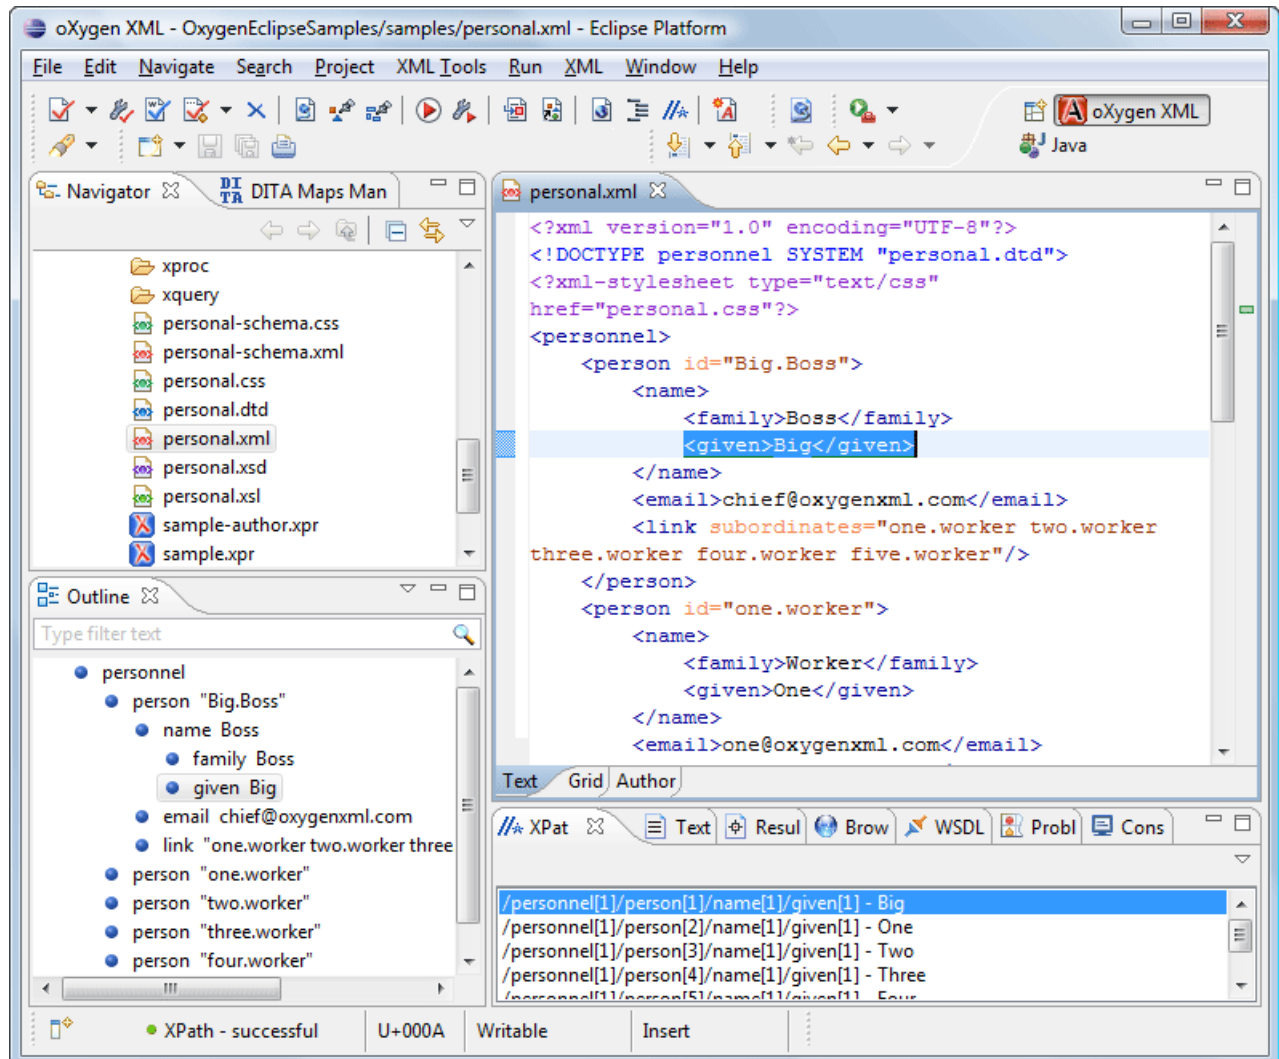 oXygen XML - OxygenEclipseSamples/samples/personal.xml - Eclipse Platform
File Edit Navigate Search Project XML Tools Run XML Window Help
oXygen XML
Java
Navigator DITA DITA Maps Man
xproc
xquery
personal-schema.css
personal-schema.xml
personal.css
personal.dtd
personal.xml
personal.xsd
personal.xsl
sample-author.xpr
sample.xpr
Outline
Type filter text
personnel
person "Big.Boss"
name Boss
family Boss
given Big
email chief@oxygenxml.com
link "one.worker two.worker three
person "one.worker"
person "two.worker"
person "three.worker"
person "four.worker"
personal.xml
<?xml version="1.0" encoding="UTF-8"?>
<!DOCTYPE personnel SYSTEM "personal.dtd">
<?xml-stylesheet type="text/css"
href="personal.css"?>
<personnel>
<person id="Big.Boss">
<name>
<family>Boss</family>
<given>Big</given>
</name>
<email>chief@oxygenxml.com</email>
<link subordinates="one.worker two.worker
three.worker four.worker five.worker"/>
</person>
<person id="one.worker">
<name>
<family>Worker</family>
<given>One</given>
</name>
<email>one@oxygenxml.com</email>
Text Grid Author
XPat Text Resul Brow WSDL Probl Cons
/personnel[1]/person[1]/name[1]/given[1] - Big
/personnel[1]/person[2]/name[1]/given[1] - One
/personnel[1]/person[3]/name[1]/given[1] - Two
/personnel[1]/person[4]/name[1]/given[1] - Three
/personnel[1]/person[5]/name[1]/given[1] - Four
XPath - successful U+000A Writable Insert